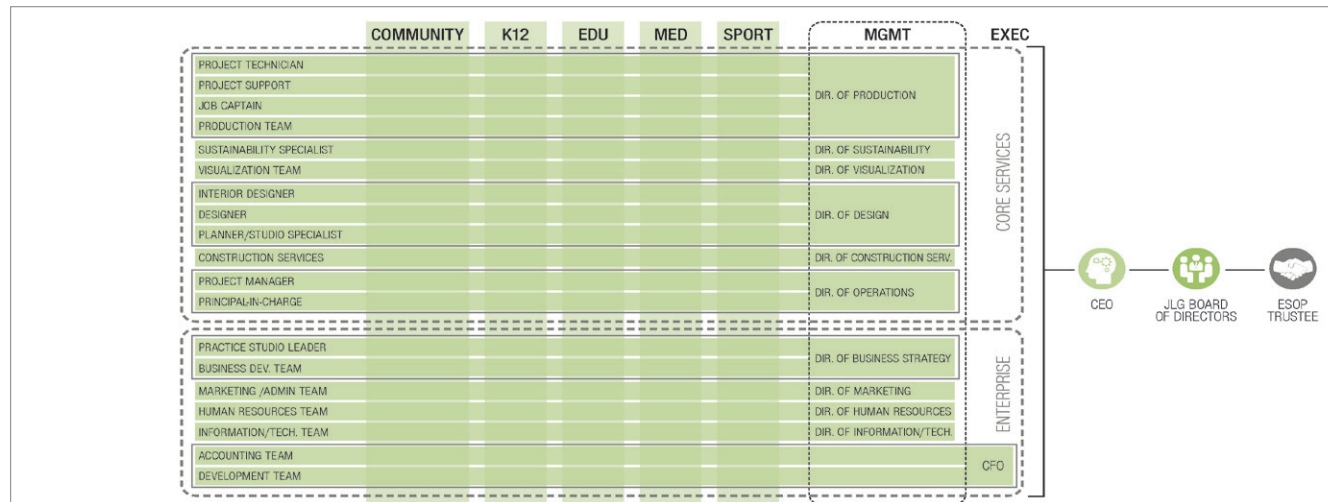 COMMUNITY K12 EDU MED SPORT MGMT EXEC
PROJECT TECHNICIAN
PROJECT SUPPORT
JOB CAPTAIN
PRODUCTION TEAM
DIR. OF PRODUCTION
SUSTAINABILITY SPECIALIST DIR. OF SUSTAINABILITY
VISUALIZATION TEAM DIR. OF VISUALIZATION
INTERIOR DESIGNER
DESIGNER
PLANNER/STUDIO SPECIALIST
DIR. OF DESIGN
CONSTRUCTION SERVICES DIR. OF CONSTRUCTION SERV.
PROJECT MANAGER
PRINCIPAL-IN-CHARGE
DIR. OF OPERATIONS
CORE SERVICES
PRACTICE STUDIO LEADER
BUSINESS DEV. TEAM
DIR. OF BUSINESS STRATEGY
MARKETING /ADMIN TEAM DIR. OF MARKETING
HUMAN RESOURCES TEAM DIR. OF HUMAN RESOURCES
INFORMATION/TECH. TEAM DIR. OF INFORMATION/TECH.
ENTERPRISE
ACCOUNTING TEAM
DEVELOPMENT TEAM
CFO
CEO
JLG BOARD
OF DIRECTORS
ESOP
TRUSTEE